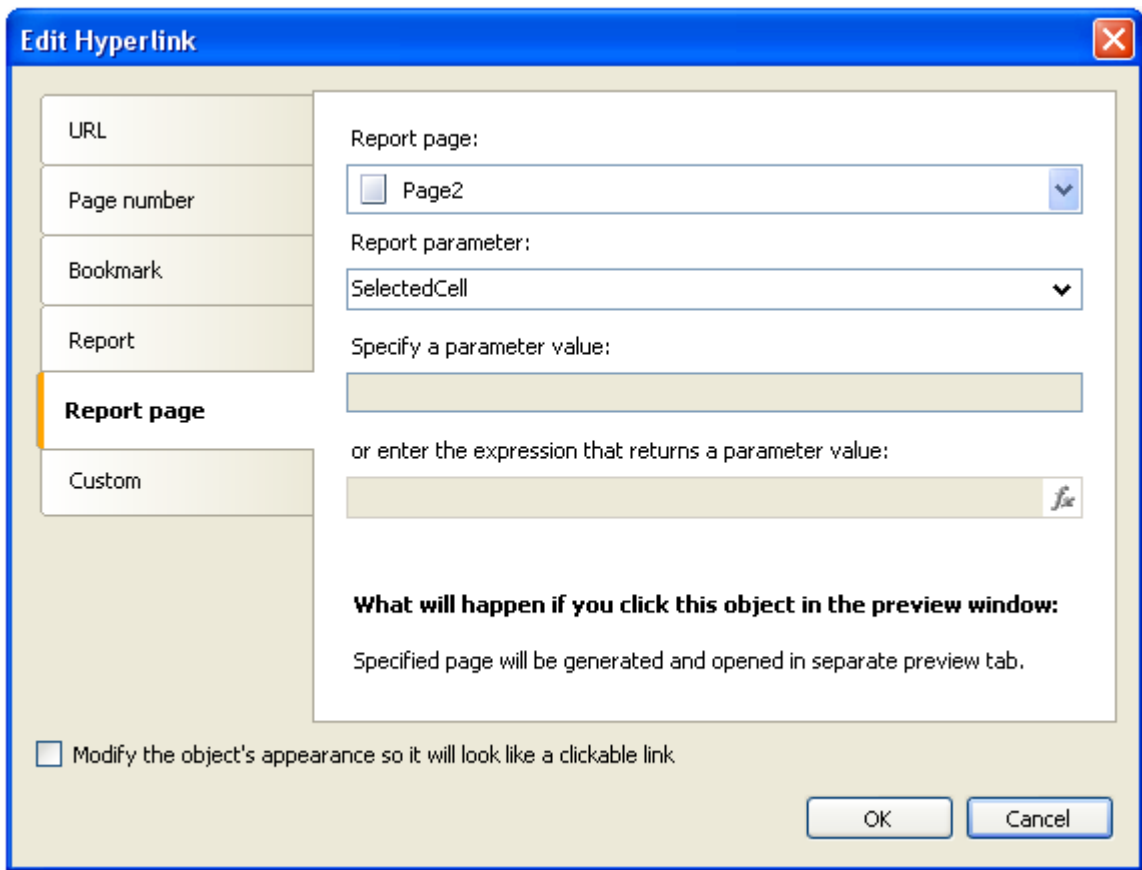 Edit Hyperlink
URL
Page number
Bookmark
Report
Report page
Custom
Report page:
Page2
Report parameter:
SelectedCell
Specify a parameter value:
or enter the expression that returns a parameter value:
fx
What will happen if you click this object in the preview window:
Specified page will be generated and opened in separate preview tab.
Modify the object's appearance so it will look like a clickable link
OK
Cancel